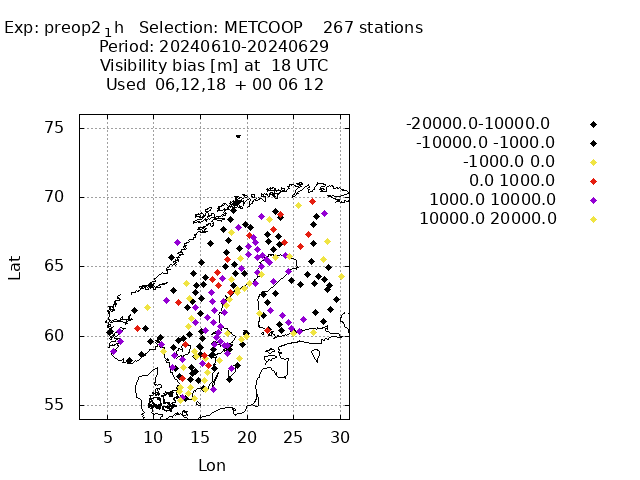 Exp: preop2₁h Selection: METCOOP 267 stations
Period: 20240610-20240629
Visibility bias [m] at 18 UTC
Used 06,12,18 + 00 06 12
-20000.0-10000.0
-10000.0 -1000.0
-1000.0 0.0
0.0 1000.0
1000.0 10000.0
10000.0 20000.0
75
70
65
60
55
Lat
5 10 15 20 25 30
Lon